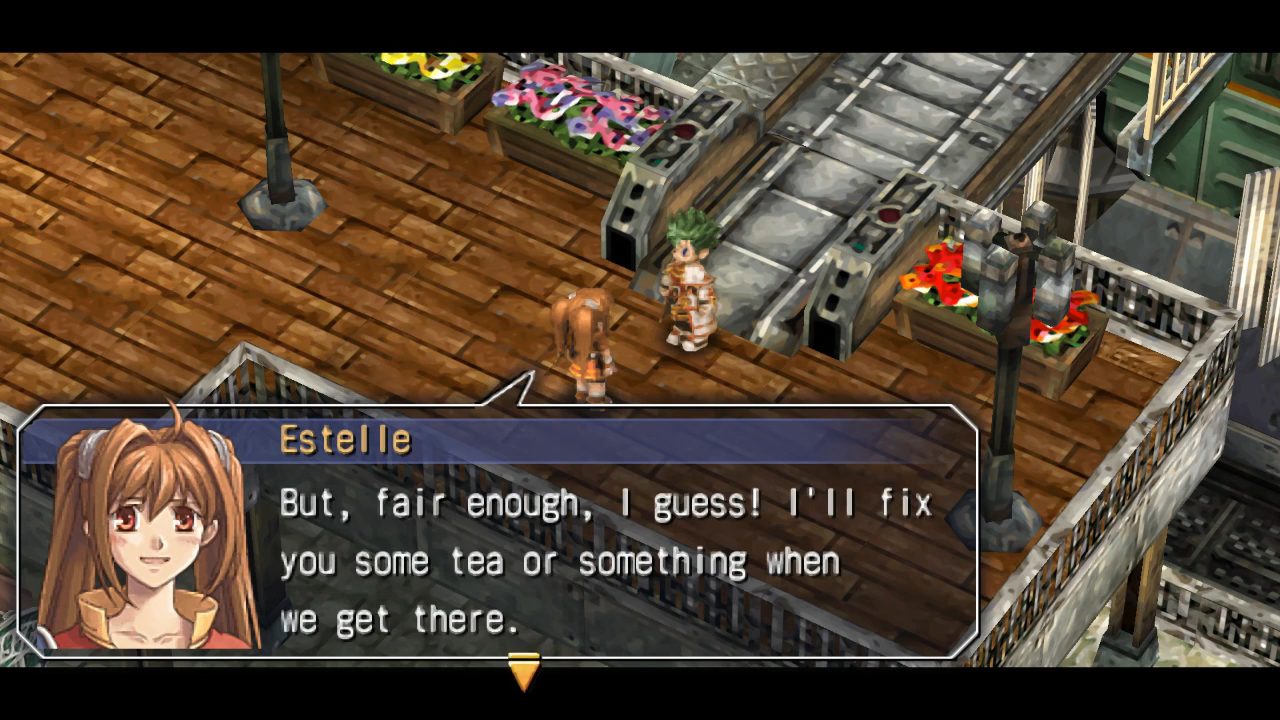 Estelle
But, fair enough, I guess! I'll fix
you some tea or something when
we get there.